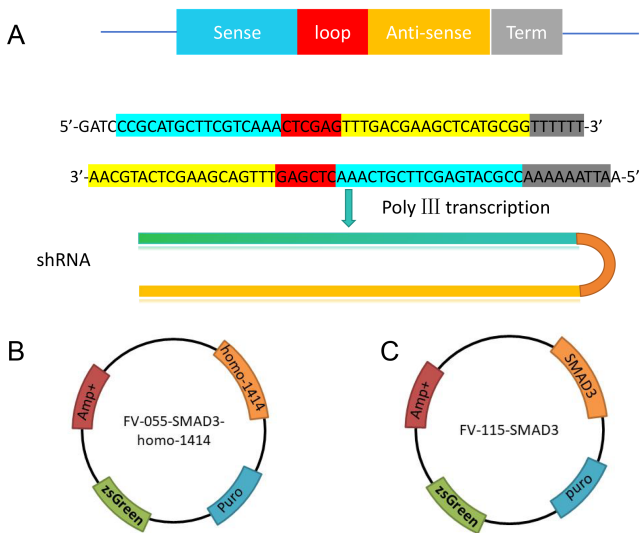 A
Sense loop Anti-sense Term
5’-GATCCCGCATGCTTCGTCAAACTCGAGTTTGACGAAGCTCATGCGGTTTTTT-3’
3’-AACGTACTCGAAGCAGTTTGAGCTCAAACTGCTTCGAGTACGCCAAAAAATTAA-5’
Poly III transcription
shRNA
B
C
Amp+
homo-1414
FV-055-SMAD3-
homo-1414
zsGreen
Puro
Amp+
SMAD3
FV-115-SMAD3
zsGreen
puro